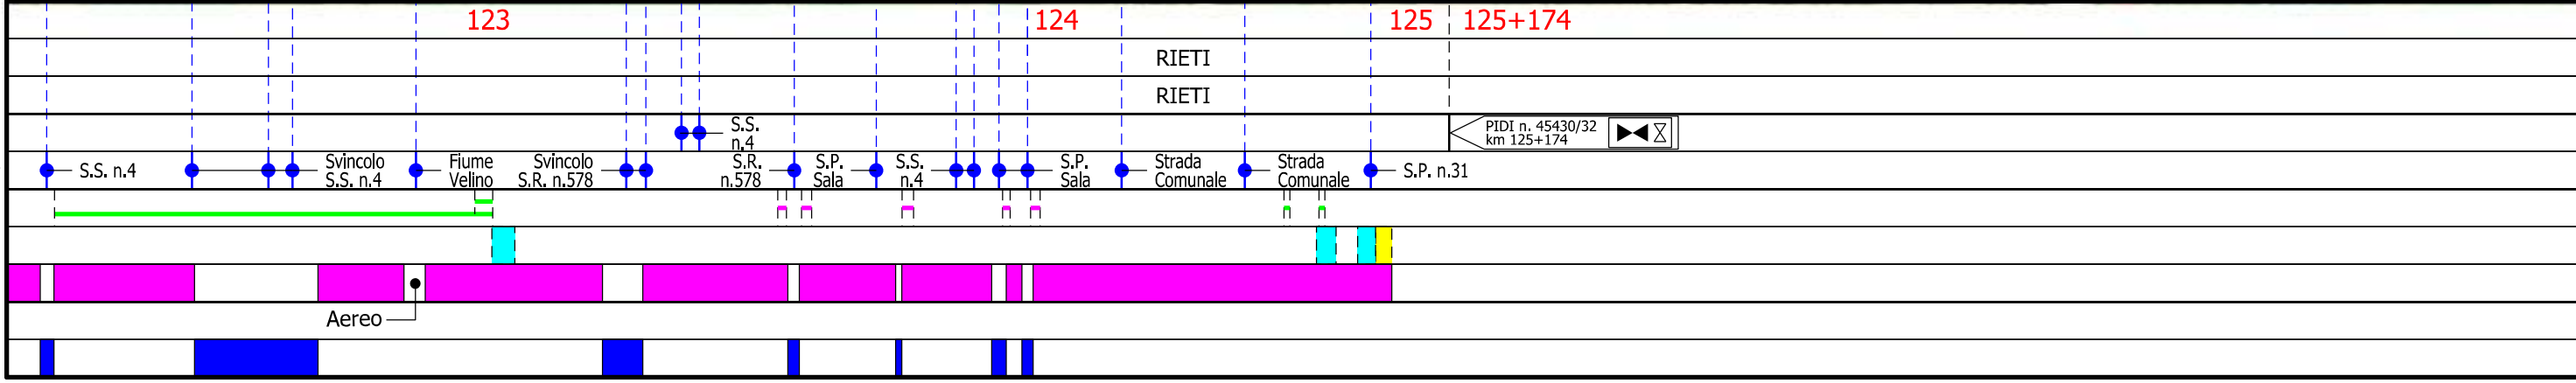 123
124
125
125+174
RIETI
RIETI
S.S.
n.4
PIDI n. 45430/32
km 125+174
S.S. n.4
Svincolo
S.S. n.4
Fiume
Velino
Svincolo
S.R. n.578
S.R.
n.578
S.P.
Sala
S.S.
n.4
S.P.
Sala
Strada
Comunale
Strada
Comunale
S.P. n.31
Aereo